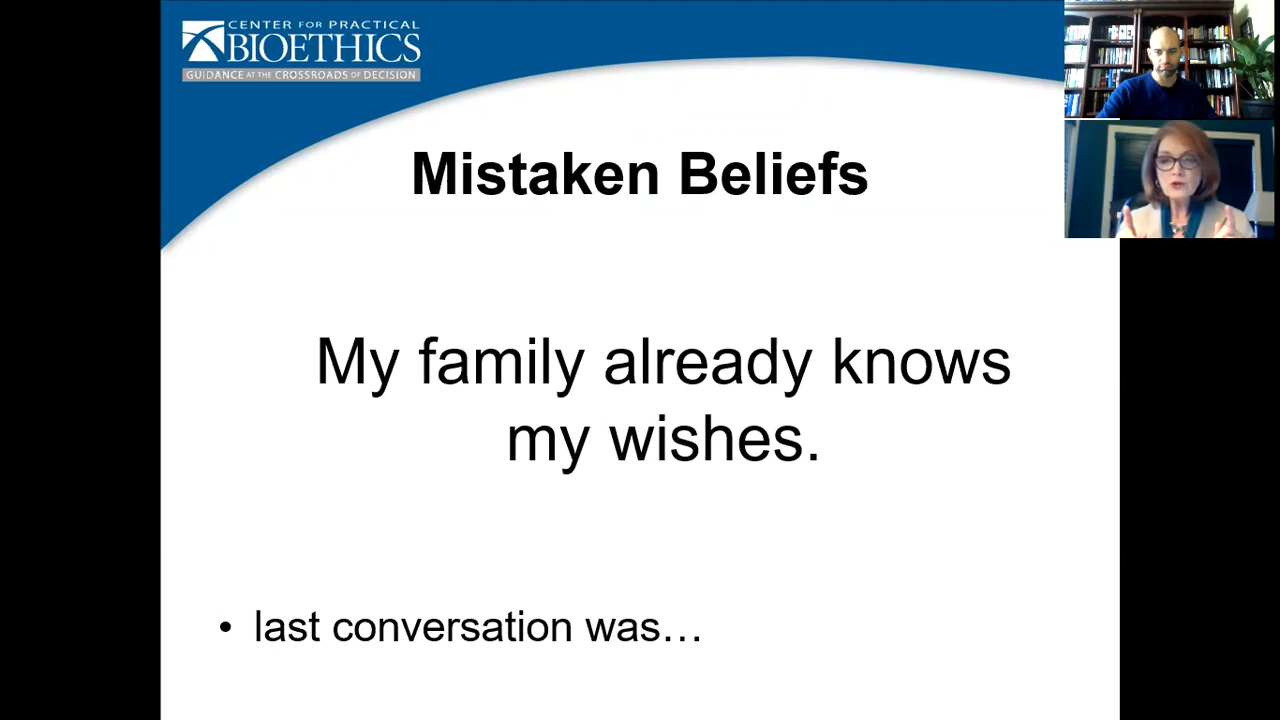 CENTER FOR PRACTICAL
BIOETHICS
GUIDANCE AT THE CROSSROADS OF DECISION
Mistaken Beliefs
My family already knows
my wishes.
• last conversation was…